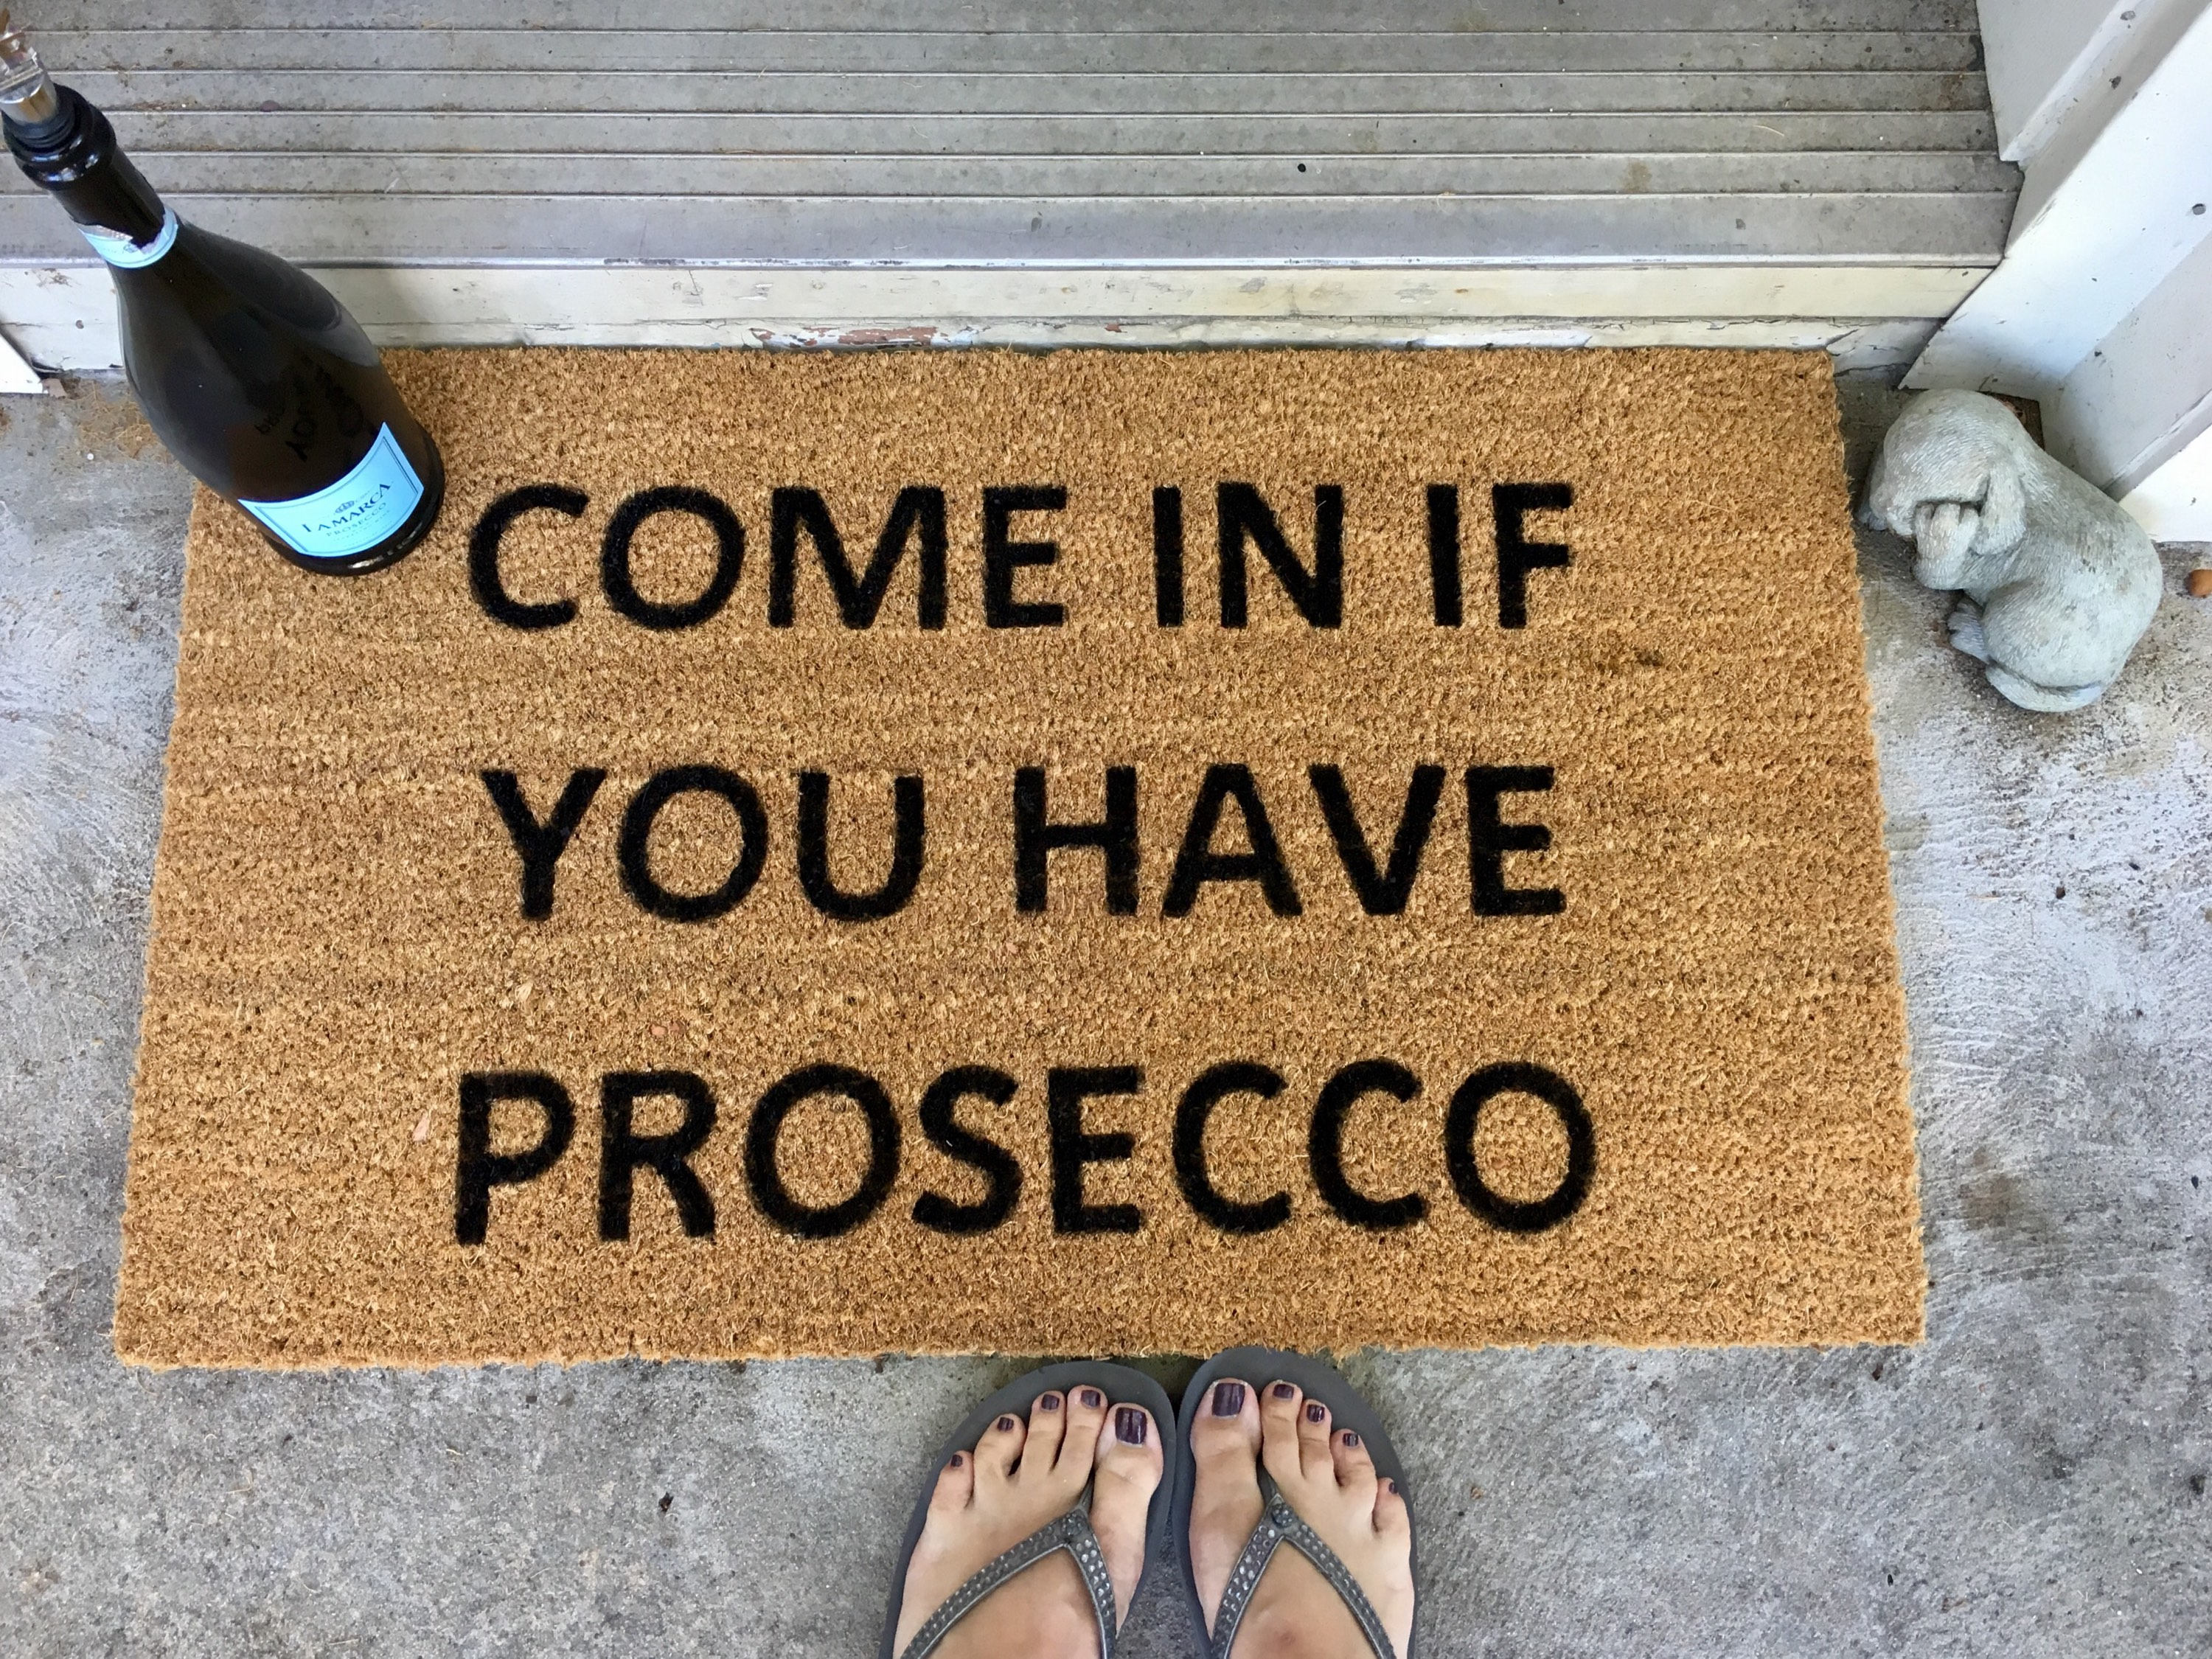 COME IN IF
YOU HAVE
PROSECCO
LAMARCA
PROSECCO